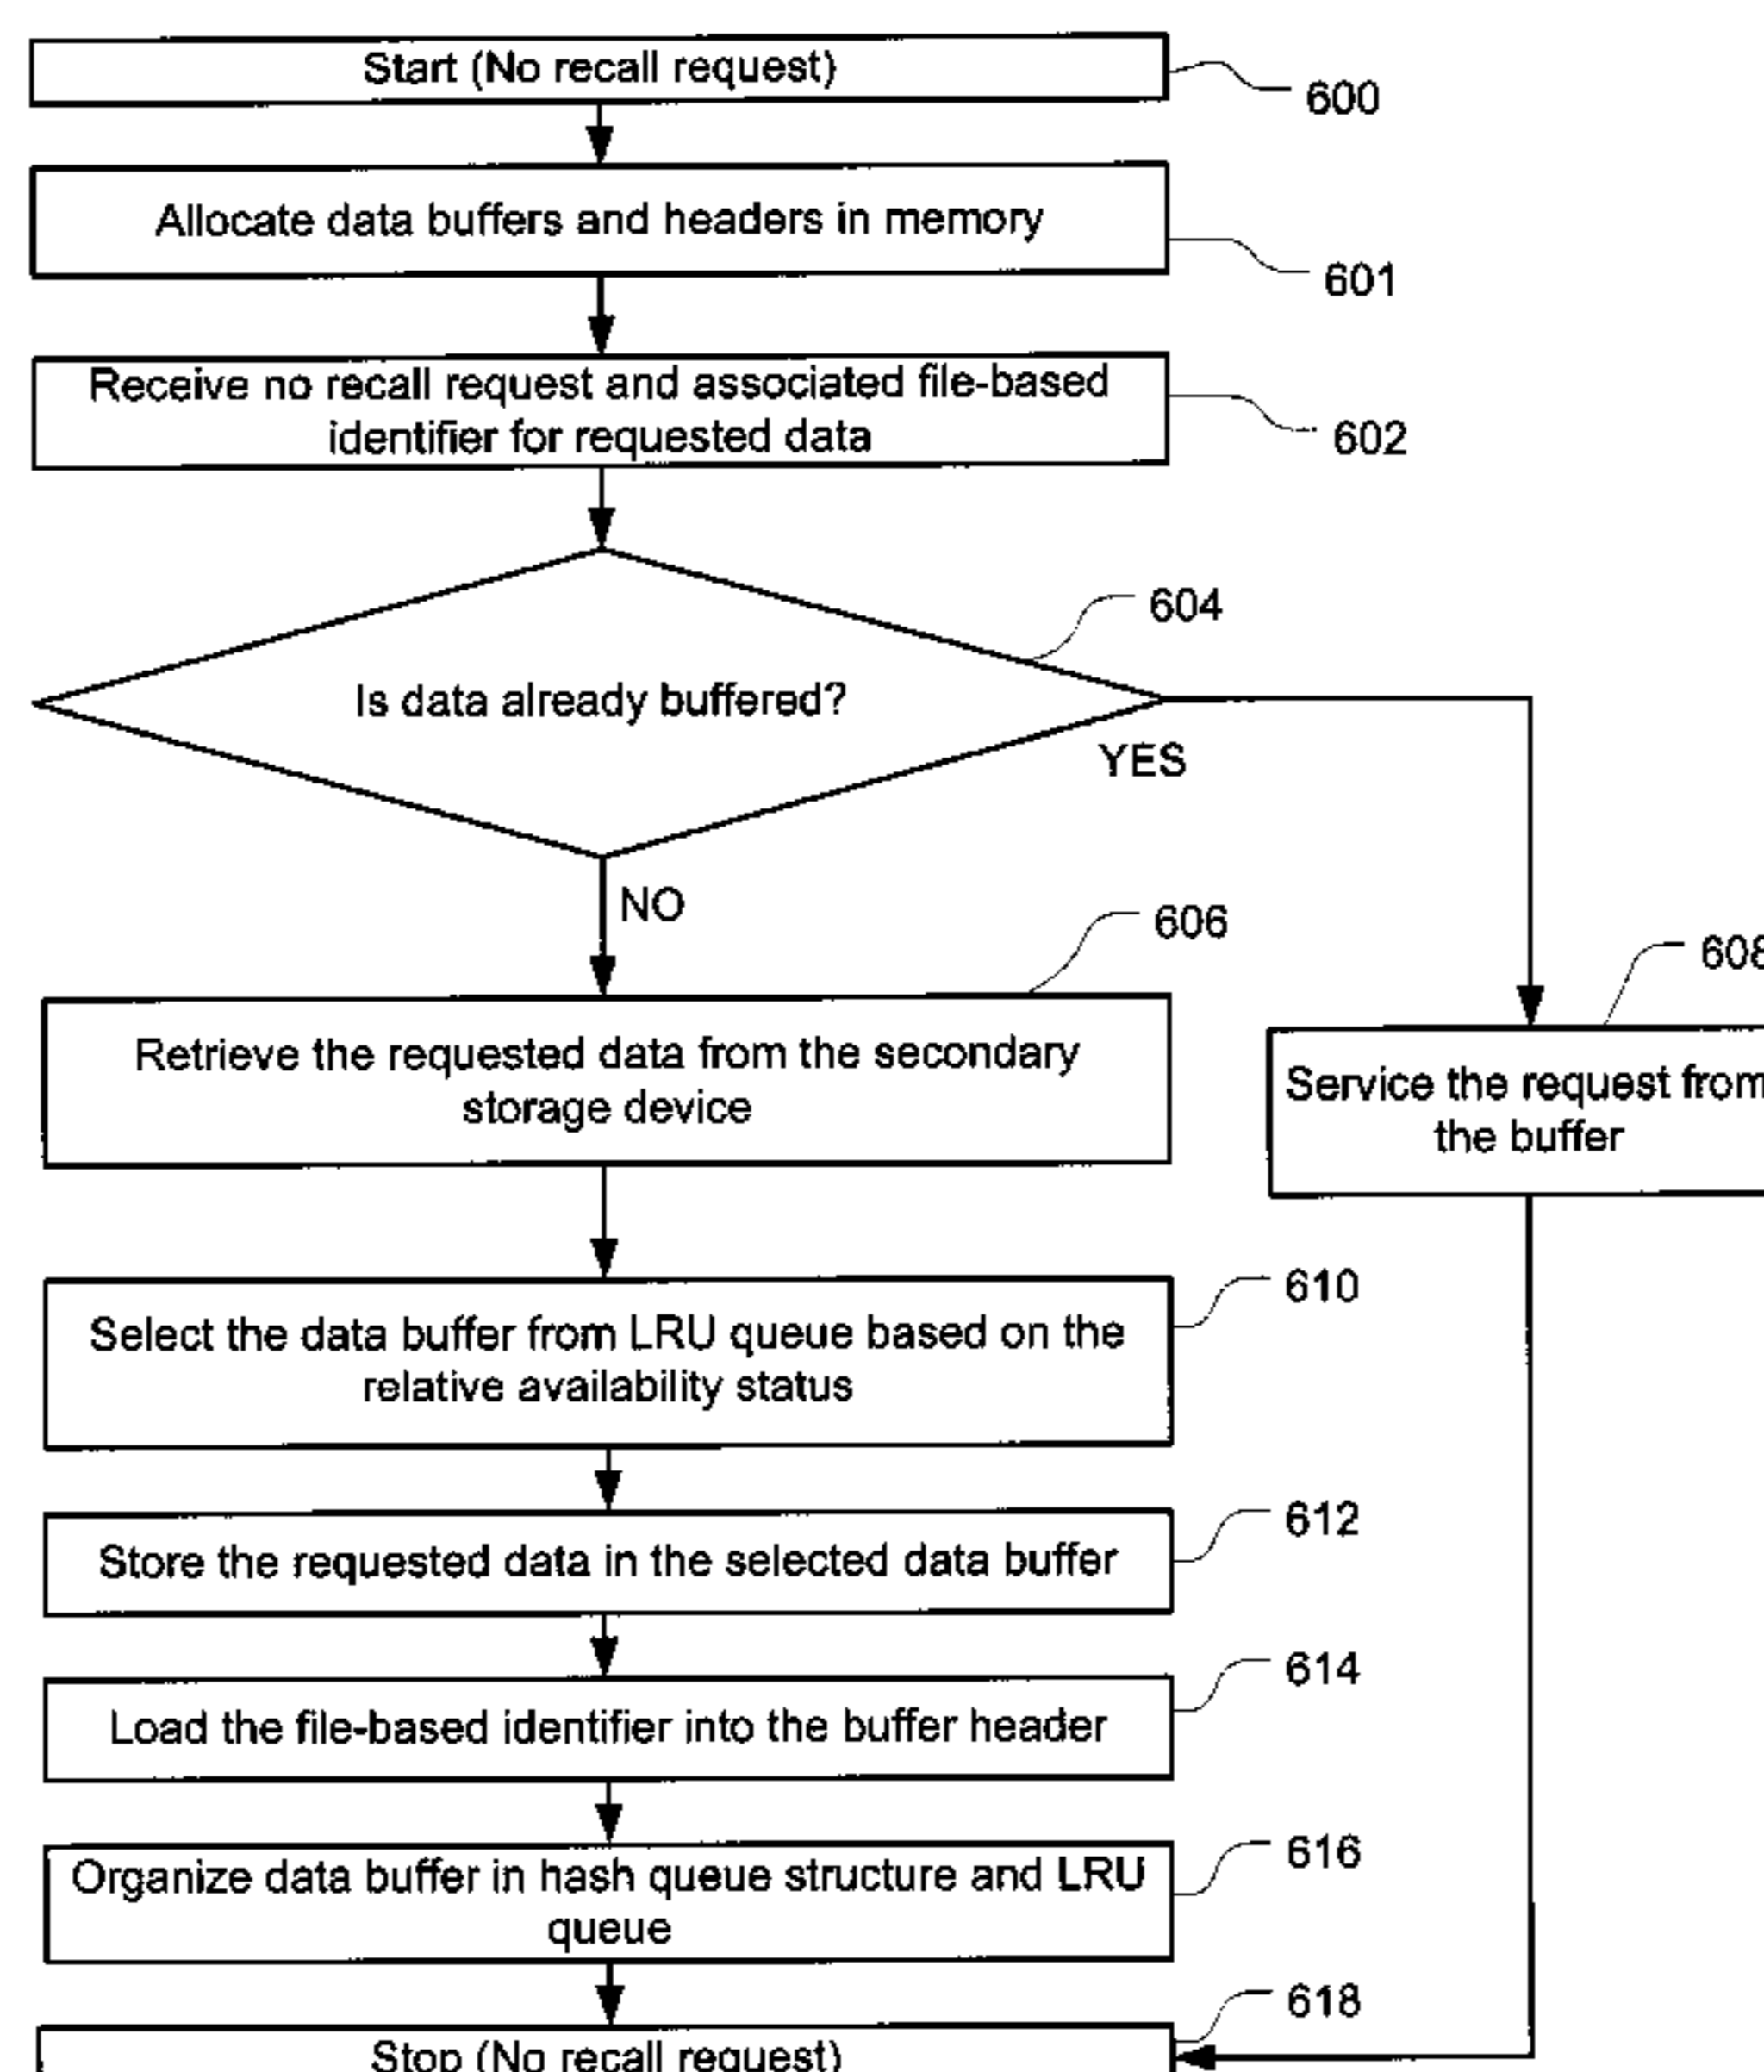 Start (No recall request)
600
Allocate data buffers and headers in memory
601
Receive no recall request and associated file-based
identifier for requested data
602
604
Is data already buffered?
YES
NO
606
608
Retrieve the requested data from the secondary
storage device
Service the request from
the buffer
610
Select the data buffer from LRU queue based on the
relative availability status
612
Store the requested data in the selected data buffer
614
Load the file-based identifier into the buffer header
616
Organize data buffer in hash queue structure and LRU
queue
618
Stop (No recall request)